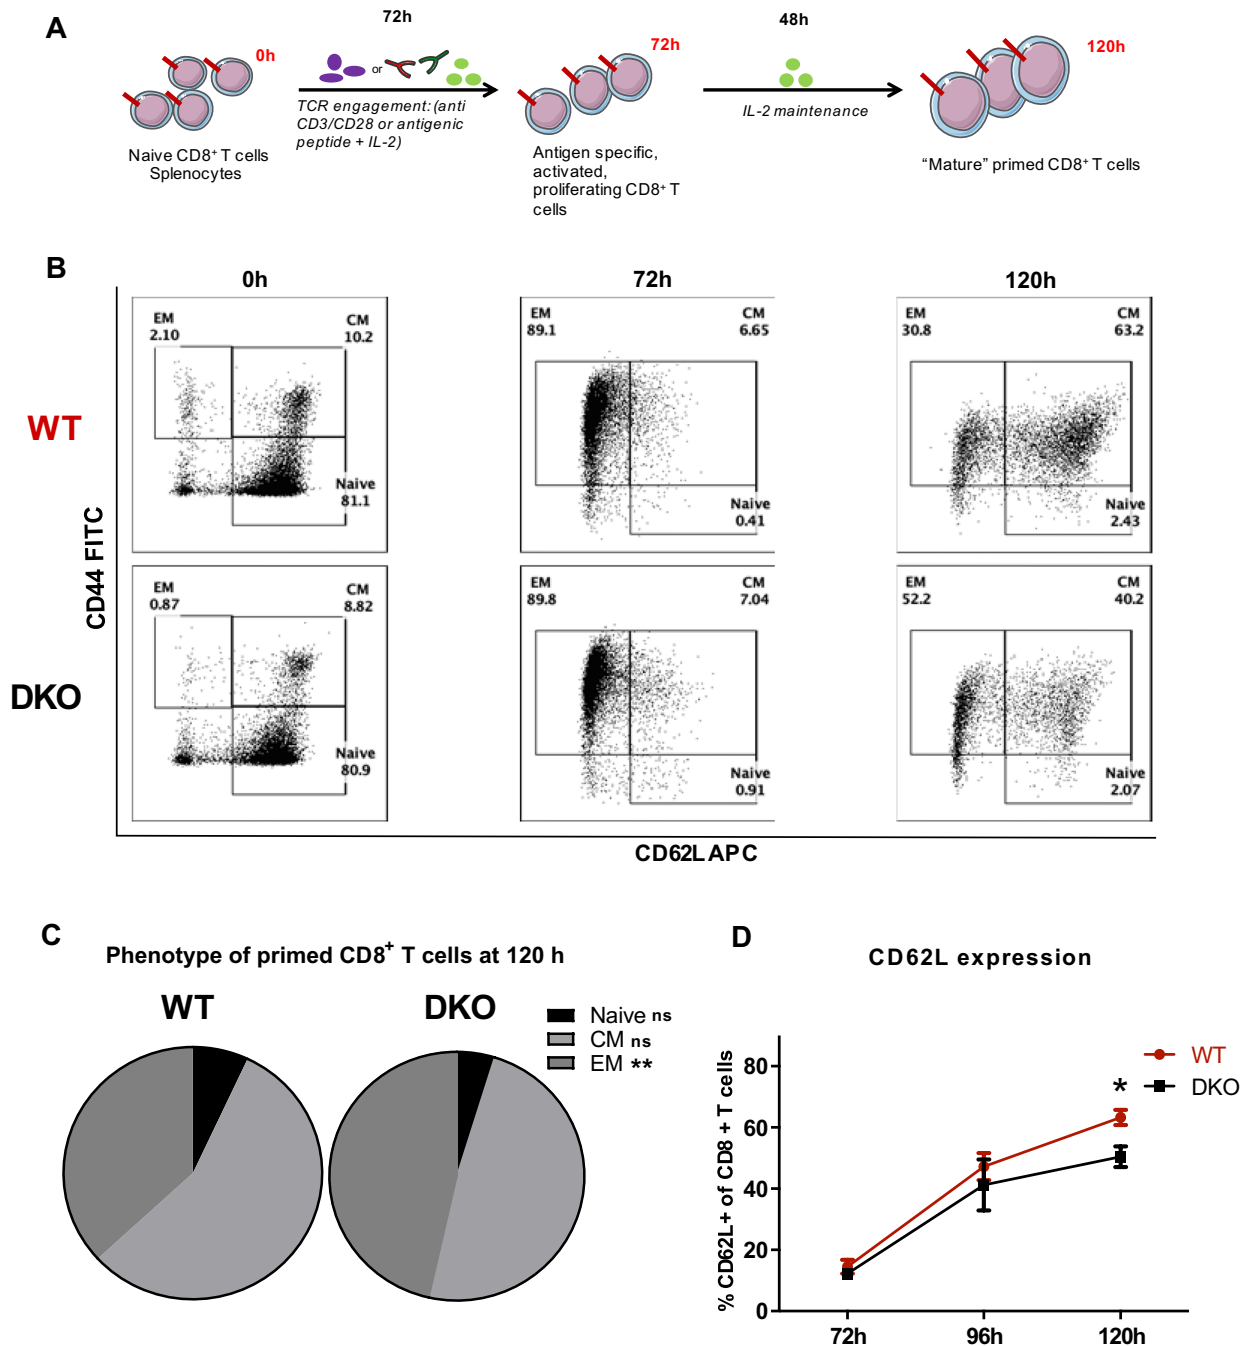 A
72h
48h
0h
or
72h
120h
TCR engagement: (anti
CD3/CD28 or antigenic
peptide + IL-2)
IL-2 maintenance
Naive CD8⁺ T cells
Splenocytes
Antigen specific,
activated,
proliferating CD8⁺ T
cells
“Mature” primed CD8⁺ T cells
B
0h
72h
120h
WT
DKO
CD44 FITC
CD62L APC
EM
2.10
CM
10.2
Naive
81.1
EM
89.1
CM
6.65
Naive
0.41
EM
30.8
CM
63.2
Naive
2.43
EM
0.87
CM
8.82
Naive
80.9
EM
89.8
CM
7.04
Naive
0.91
EM
52.2
CM
40.2
Naive
2.07
C
Phenotype of primed CD8⁺ T cells at 120 h
WT
DKO
Naive ns
CM ns
EM **
D
CD62L expression
% CD62L+ of CD8 + T cells
80
60
40
20
0
72h
96h
120h
*
WT
DKO